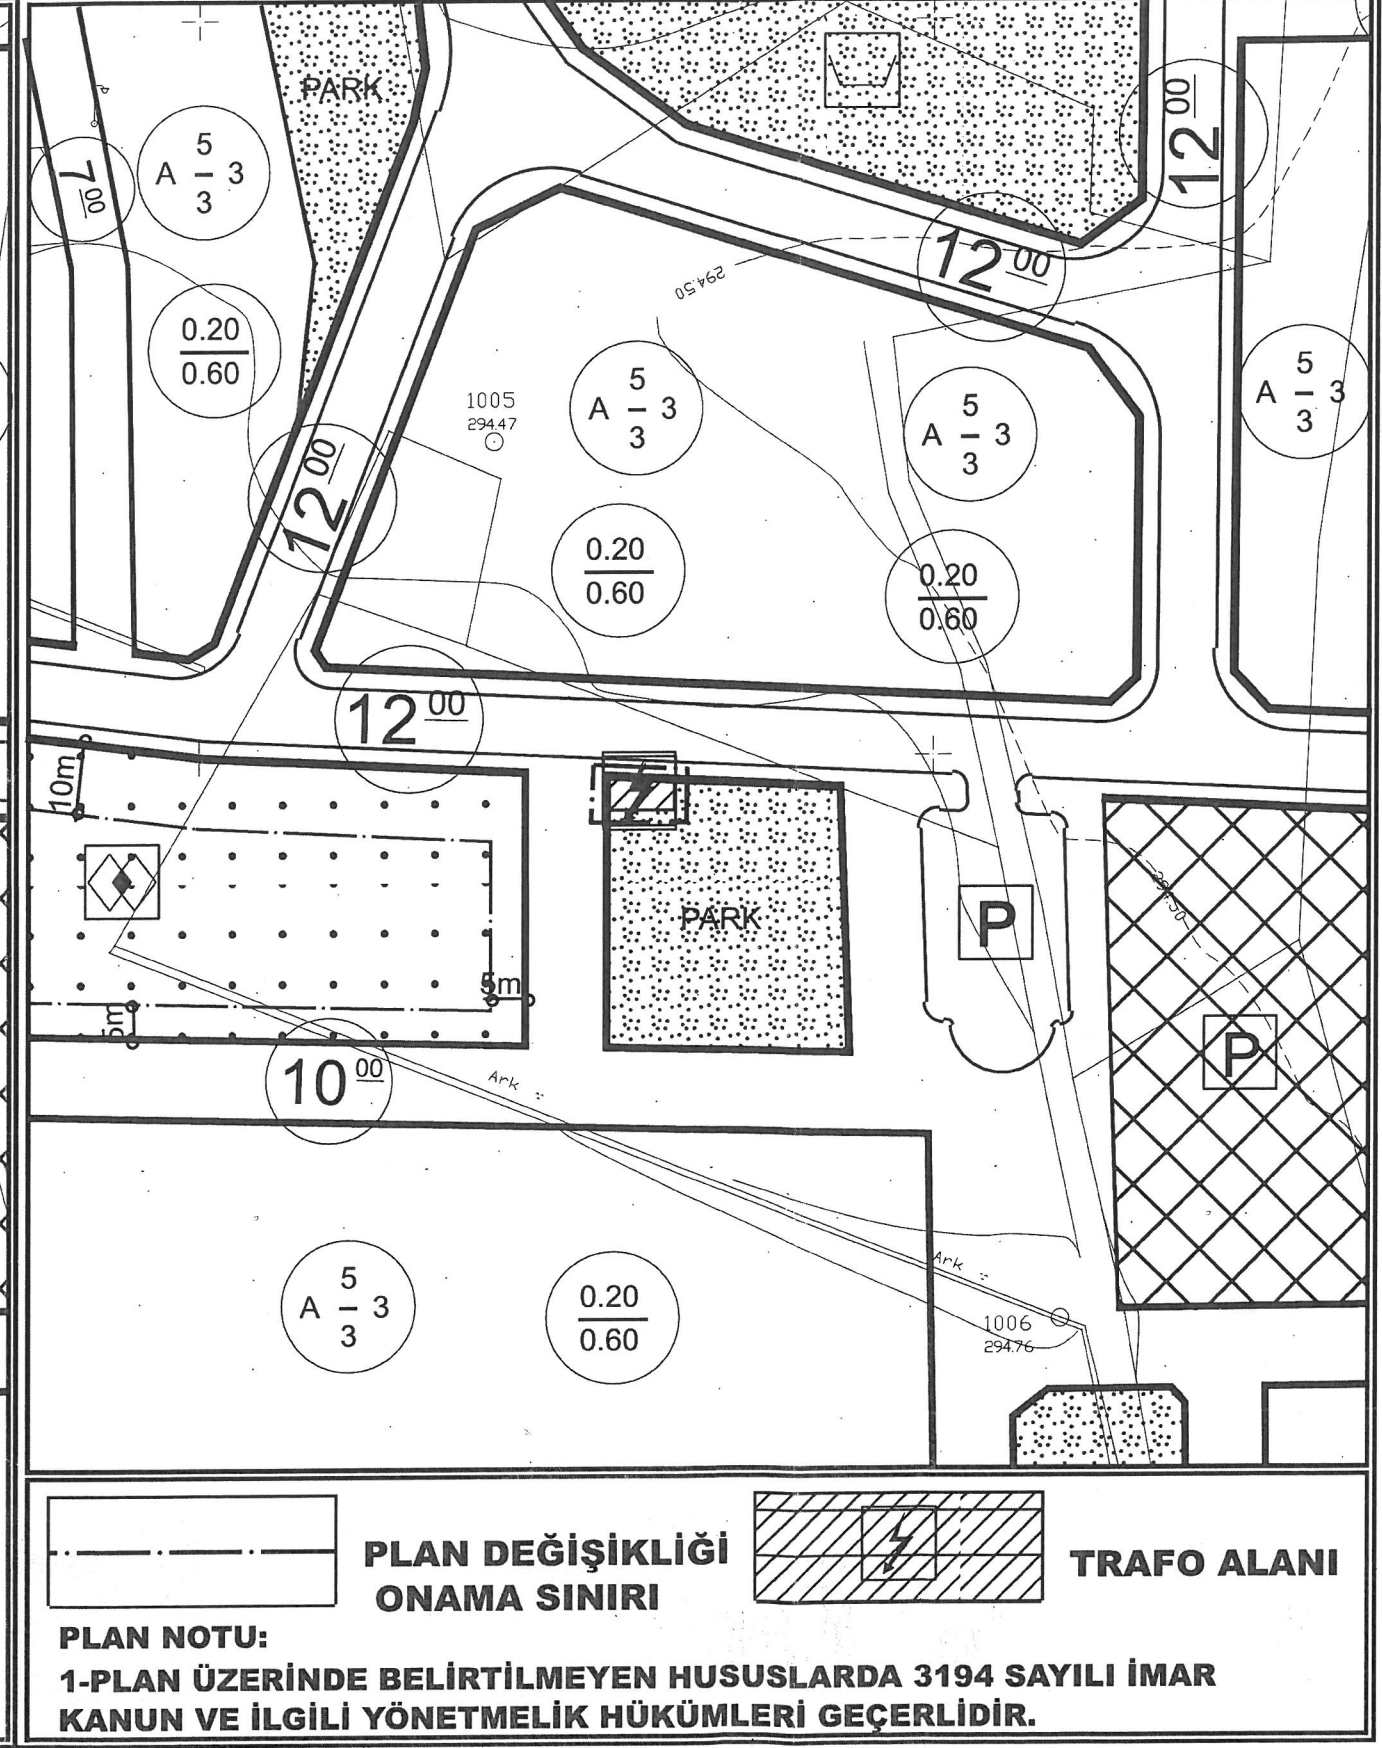 PARK
12 00
7 00
A 5/3 3
12 00
294.50
0.20
0.60
A 5/3 3
A 5/3 3
A 5/3 3
1005
294.47
12 00
0.20
0.60
0.20
0.60
12 00
10m
PARK
P
5m
5m
P
10 00
Ark
Ark
A 5/3 3
0.20
0.60
1006
294.76
PLAN DEĞİŞİKLİĞİ
ONAMA SINIRI
TRAFO ALANI
PLAN NOTU:
1-PLAN ÜZERİNDE BELİRTİLMEYEN HUSUSLARDA 3194 SAYILI İMAR
KANUN VE İLGİLİ YÖNETMELİK HÜKÜMLERİ GEÇERLİDİR.